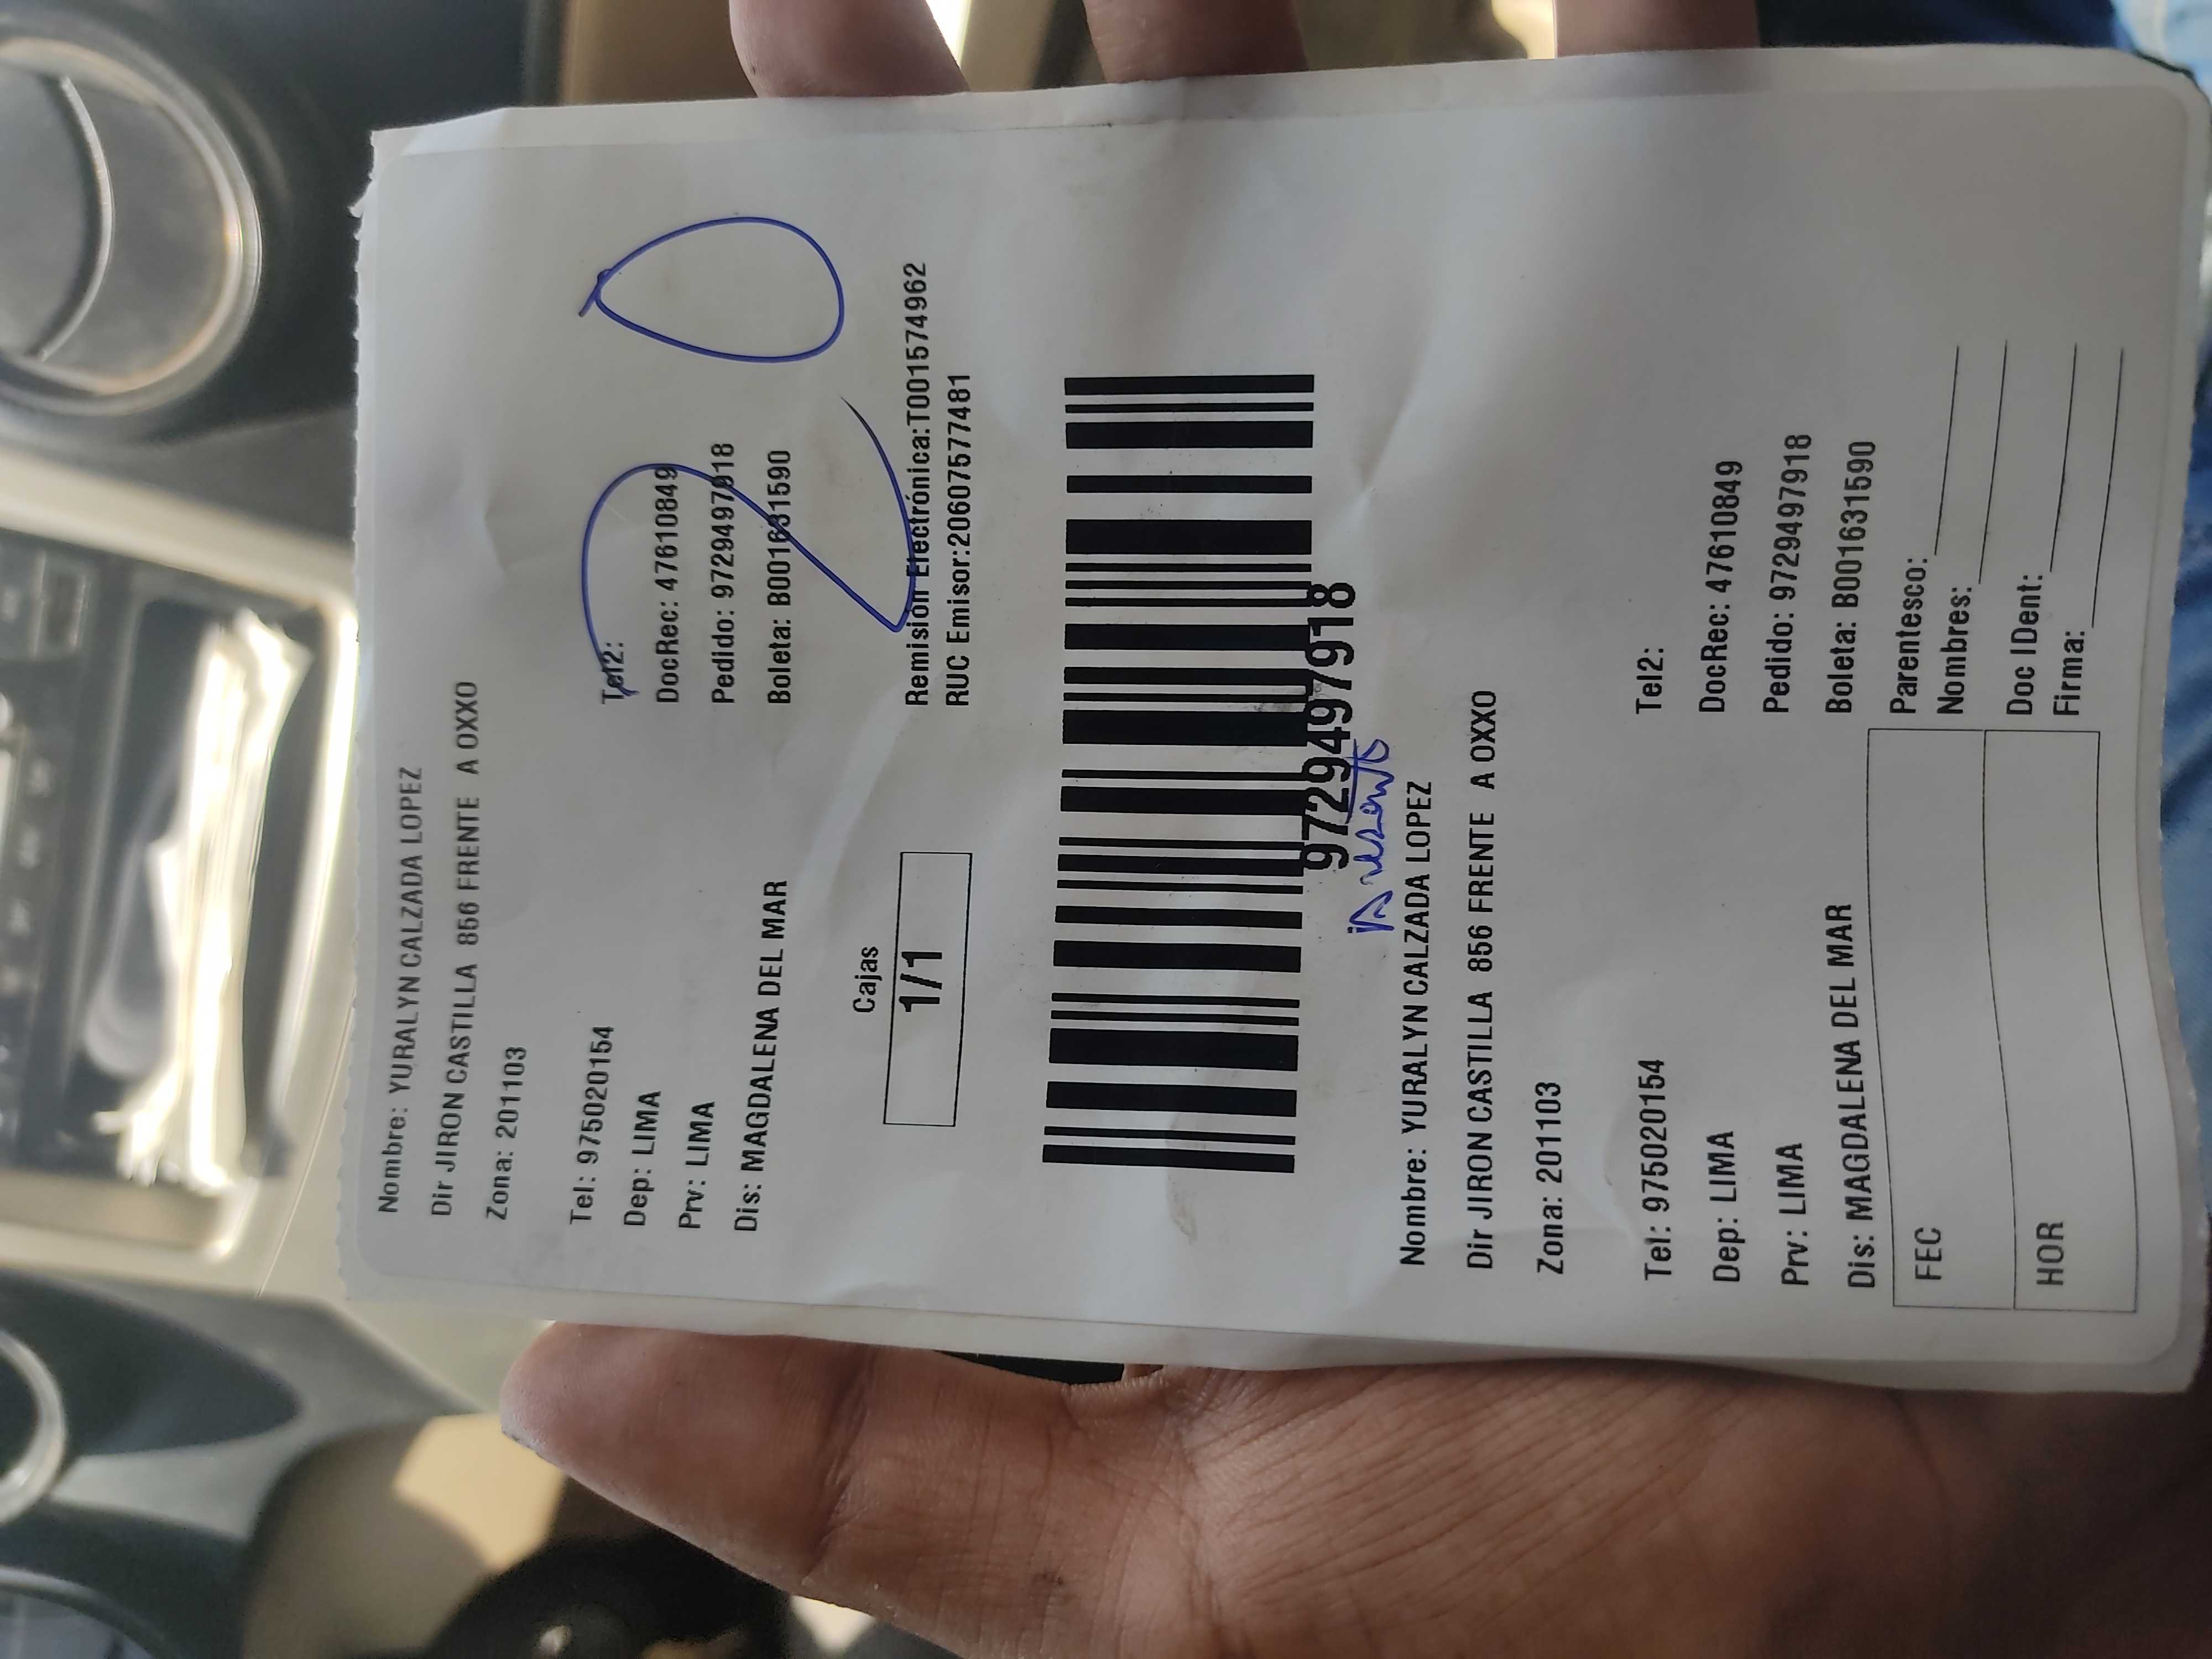 Nombre: YURALYN CALZADA LOPEZ
Dir JIRON CASTILLA 856 FRENTE A OXXO
Zona: 201103
Tel: 975020154
Tel2:
Dep: LIMA
DocRec: 47610849
Prv: LIMA
Pedido: 9729497918
Dis: MAGDALENA DEL MAR
Boleta: B001631590
20
Cajas
1/1
Remisión Electrónica:T001574962
RUC Emisor:20607577481
9729497918
Ausente
Nombre: YURALYN CALZADA LOPEZ
Dir JIRON CASTILLA 856 FRENTE A OXXO
Zona: 201103
Tel: 975020154
Tel2:
Dep: LIMA
DocRec: 47610849
Prv: LIMA
Pedido: 9729497918
Dis: MAGDALENA DEL MAR
Boleta: B001631590
FEC
Parentesco:
Nombres:
HOR
Doc IDent:
Firma: